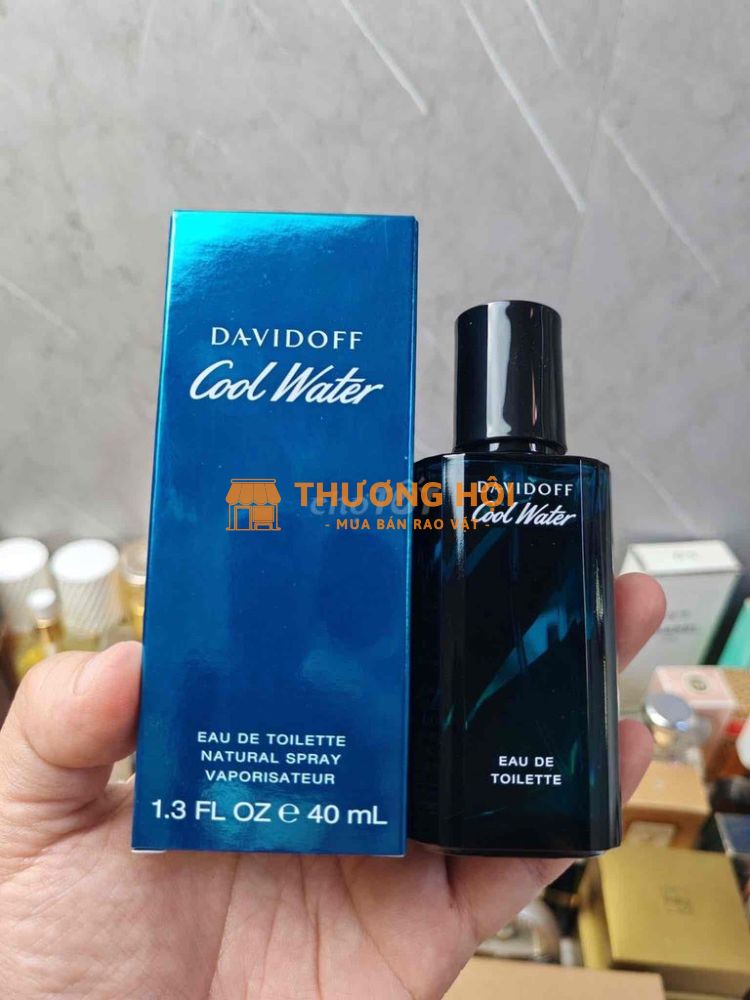 DAVIDOFF
Cool Water
EAU DE TOILETTE
NATURAL SPRAY
VAPORISATEUR
1.3 FL OZ e 40 mL
DAVIDOFF
Cool Water
EAU DE
TOILETTE
THƯƠNG HỘI
- MUA BÁN RAO VẶT -